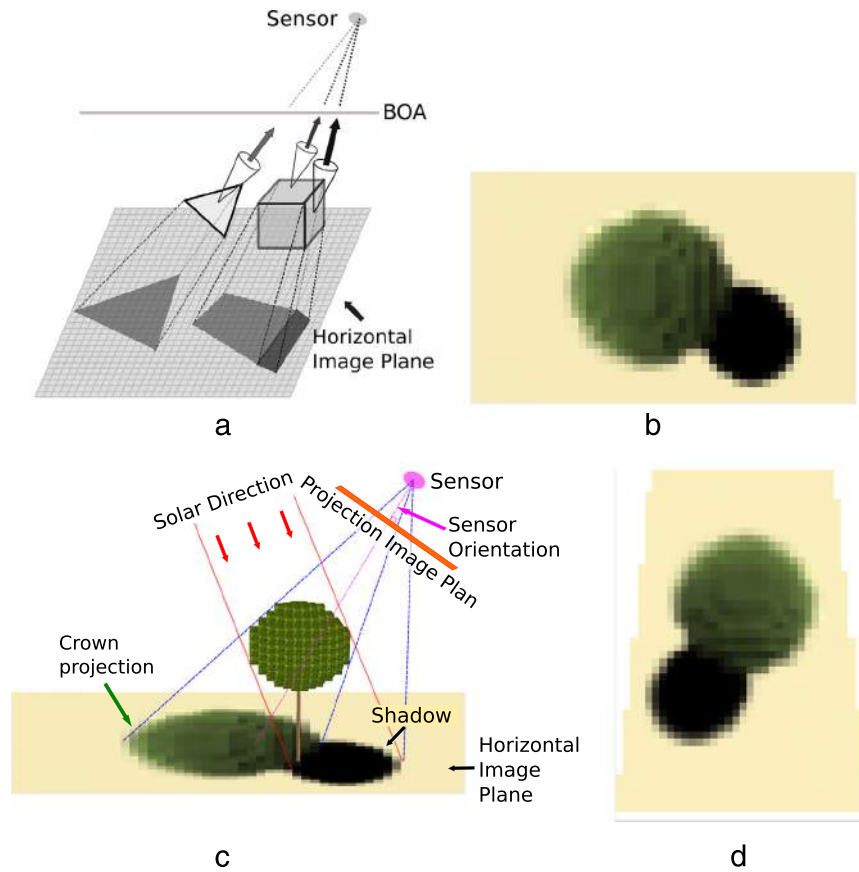 Sensor
BOA
Horizontal
Image Plane
a
b
Solar Direction
Projection Image Plan
Sensor
Sensor
Orientation
Crown
projection
Shadow
Horizontal
Image
Plane
c
d